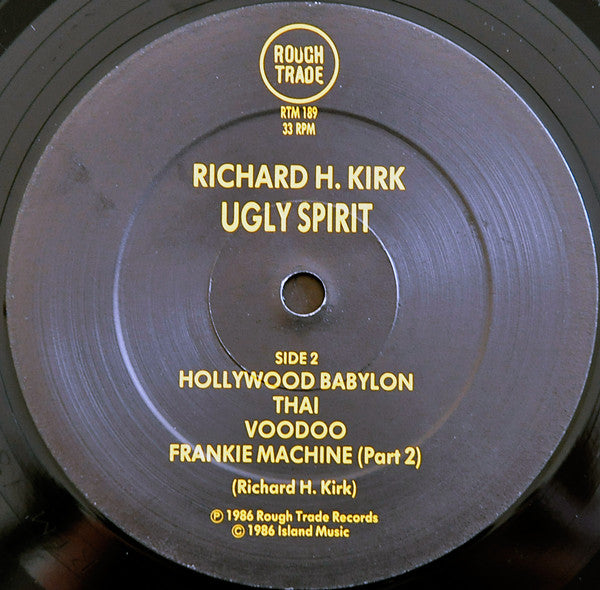 ROUGH
TRADE
RTM 189
33 RPM
RICHARD H. KIRK
UGLY SPIRIT
SIDE 2
HOLLYWOOD BABYLON
THAI
VOODOO
FRANKIE MACHINE (Part 2)
(Richard H. Kirk)
℗ 1986 Rough Trade Records
© 1986 Island Music